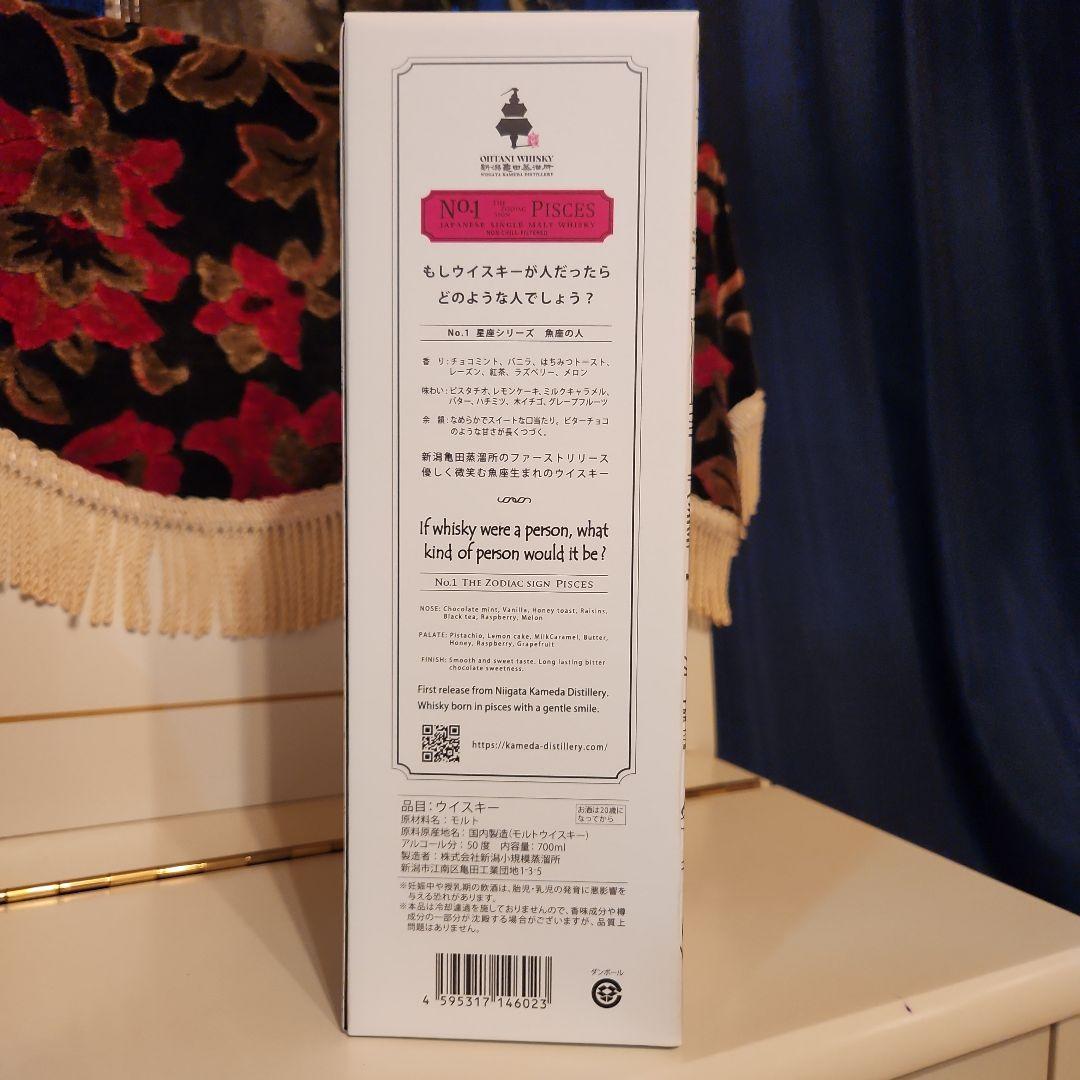 OHTANI WHISKY
新潟亀田蒸溜所
NIIGATA KAMEDA DISTILLERY
No.1 THE ZODIAC SIGN PISCES
JAPANESE SINGLE MALT WHISKY
NON CHILL-FILTERED
もしウイスキーが人だったら
どのような人でしょう？
No.1 星座シリーズ 魚座の人
香 り：チョコミント、バニラ、はちみつトースト、
レーズン、紅茶、ラズベリー、メロン
味わい：ピスタチオ、レモンケーキ、ミルクキャラメル、
バター、ハチミツ、木イチゴ、グレープフルーツ
余 韻：なめらかでスイートな口当たり。ビターチョコ
のような甘さが長くつづく。
新潟亀田蒸溜所のファーストリリース
優しく微笑む魚座生まれのウイスキー
If whisky were a person, what
kind of person would it be?
No.1 THE ZODIAC SIGN PISCES
NOSE: Chocolate mint, Vanilla, Honey toast, Raisins,
Black tea, Raspberry, Melon
PALATE: Pistachio, Lemon cake, MilkCaramel, Butter,
Honey, Raspberry, Grapefruit
FINISH: Smooth and sweet taste. Long lasting bitter
chocolate sweetness.
First release from Niigata Kameda Distillery.
Whisky born in pisces with a gentle smile.
https://kameda-distillery.com/
品目：ウイスキー
お酒は20歳に
なってから
原材料名：モルト
原料原産地名：国内製造(モルトウイスキー)
アルコール分：50度 内容量：700ml
製造者：株式会社新潟小規模蒸溜所
新潟市江南区亀田工業団地1-3-5
※妊娠中や授乳期の飲酒は、胎児・乳児の発育に悪影響を
与える恐れがあります。
※本品は冷却濾過を施しておりませんので、香味成分や樽
成分の一部分が沈殿する場合がございますが、品質上
問題はありません。
4 595317 146023
ダンボール